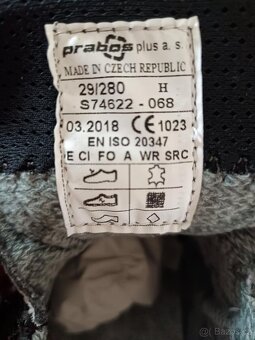 prabos plus a. s
MADE IN CZECH REPUBLIC
29/280 H
S74622 - 068
03.2018 CE 1023
EN ISO 20347
E CI FO A WR SRC